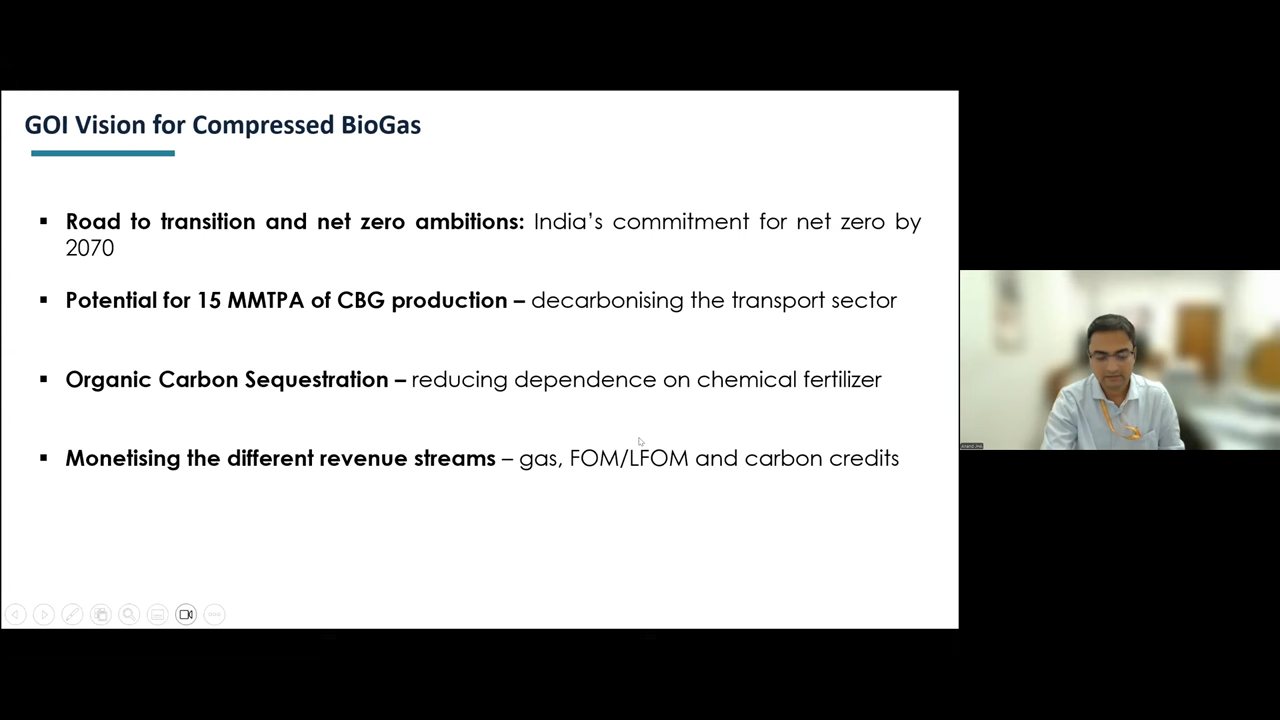 GOI Vision for Compressed BioGas
▪ Road to transition and net zero ambitions: India's commitment for net zero by
2070
▪ Potential for 15 MMTPA of CBG production – decarbonising the transport sector
▪ Organic Carbon Sequestration – reducing dependence on chemical fertilizer
▪ Monetising the different revenue streams – gas, FOM/LFOM and carbon credits